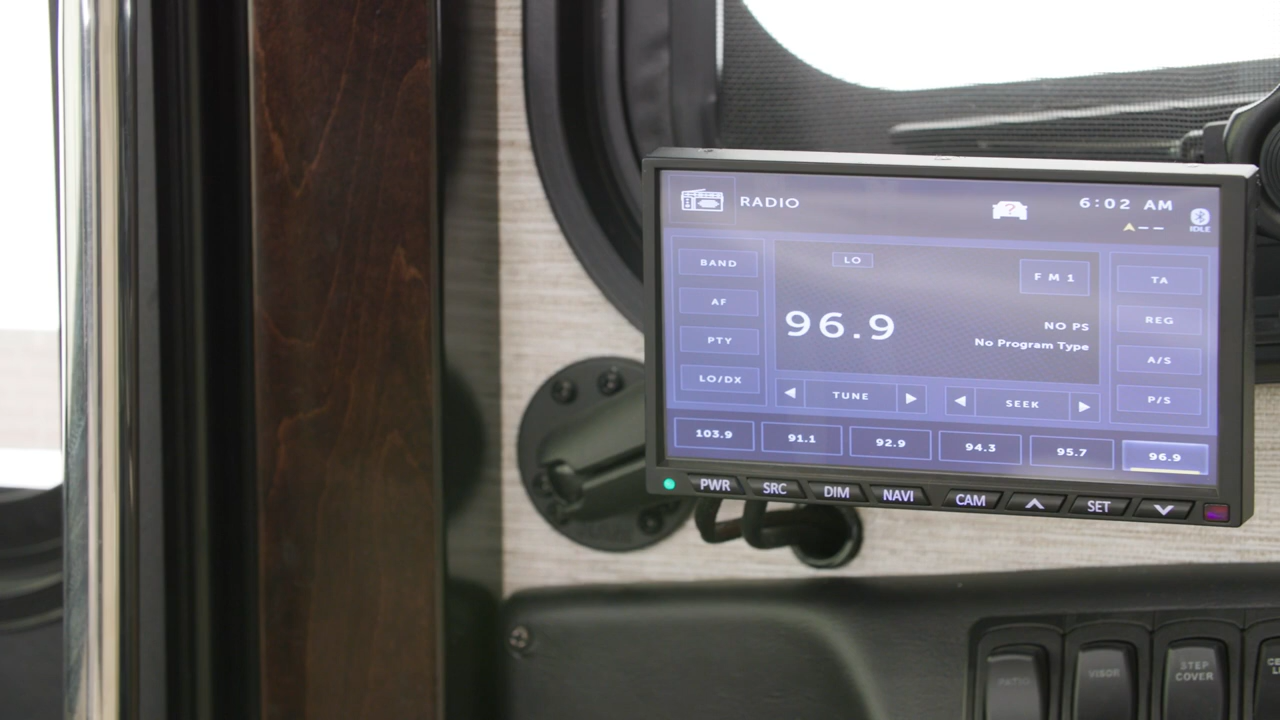 RADIO
?
6:02 AM
IDLE
BAND
LO
FM1
TA
AF
96.9
NO PS
REG
PTY
No Program Type
A/S
LO/DX
TUNE
SEEK
P/S
103.9
91.1
92.9
94.3
95.7
96.9
PWR
SRC
DIM
NAVI
CAM
SET
PATIO
VISOR
STEP
COVER